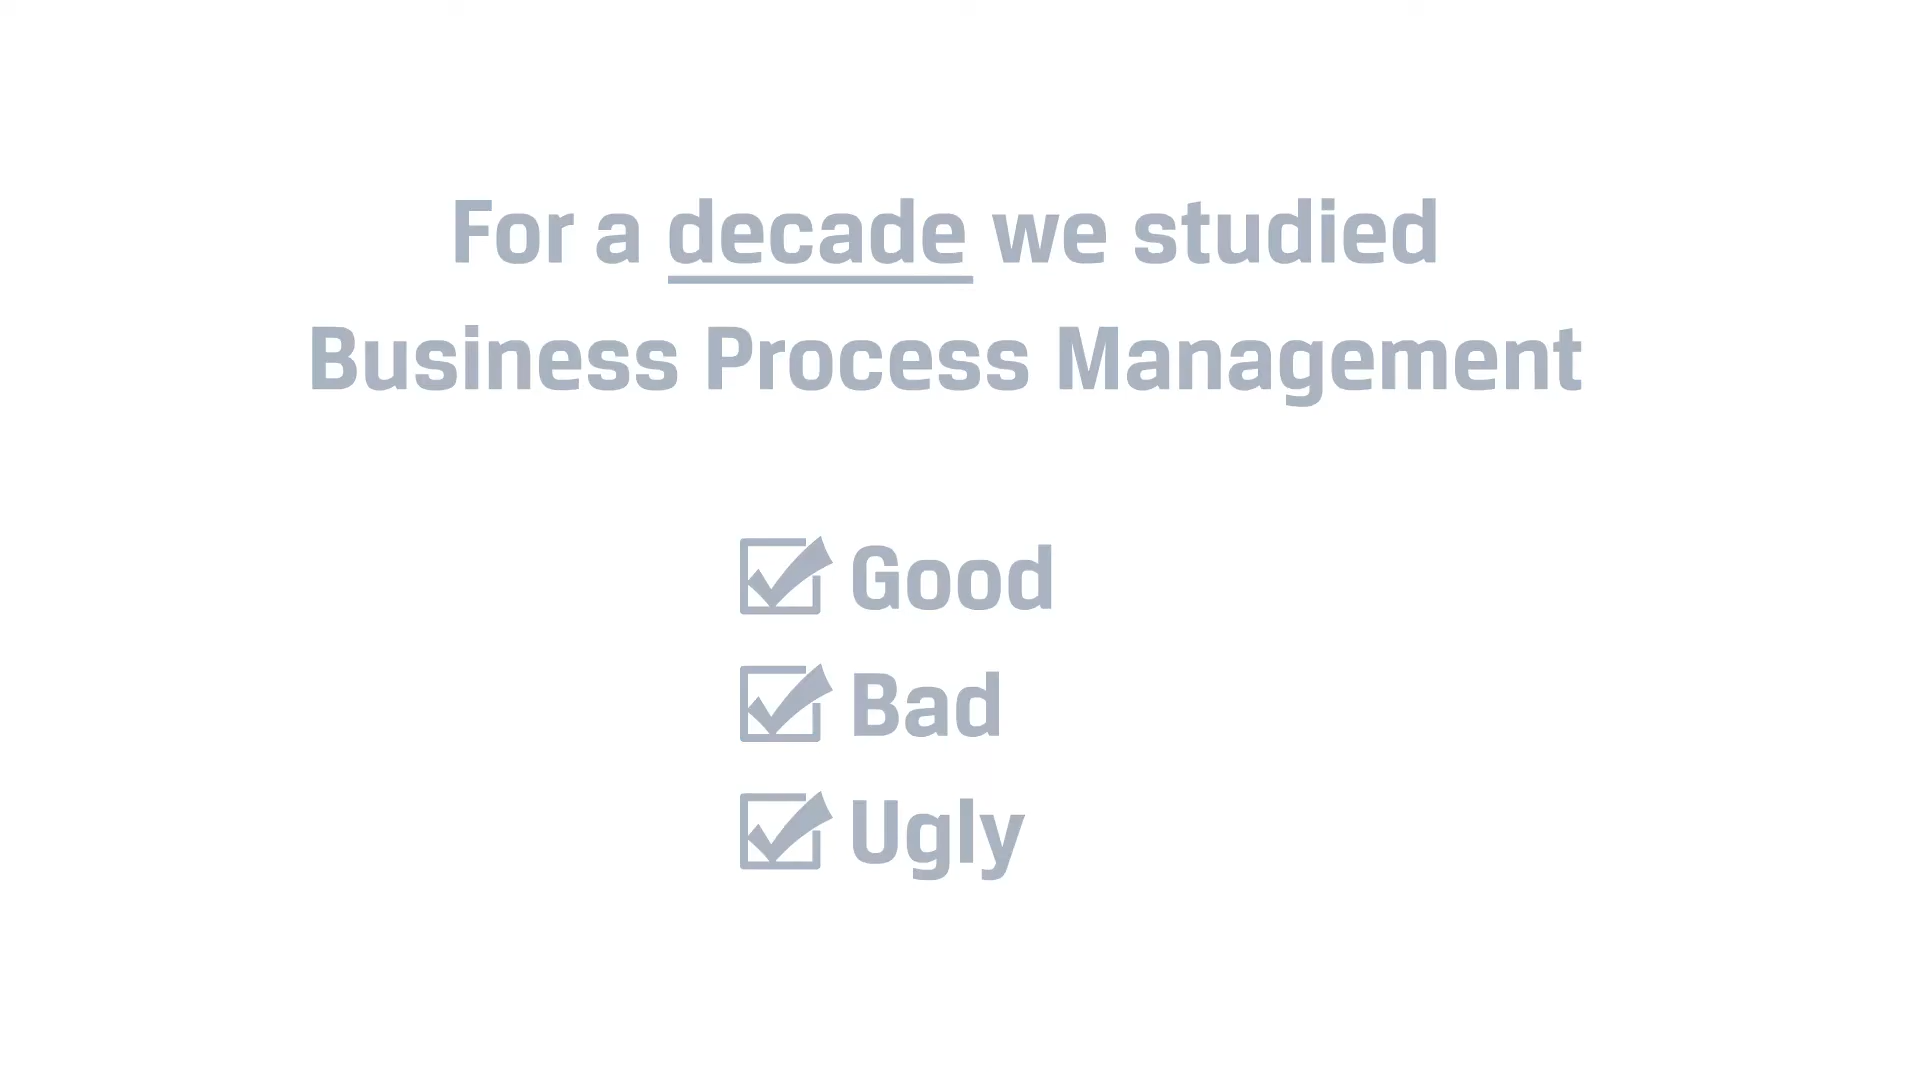 For a decade we studied
Business Process Management
Good
Bad
Ugly